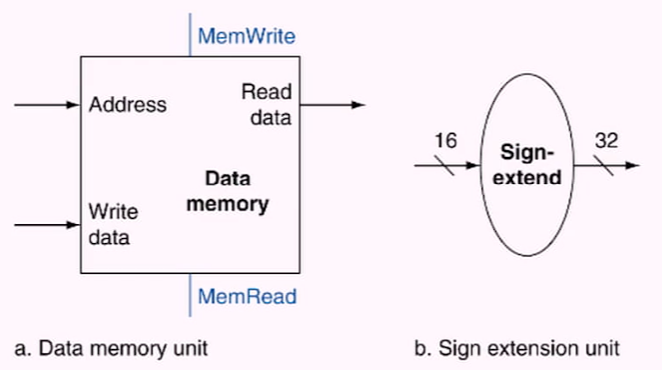 MemWrite
Address
Read
data
Data
memory
Write
data
MemRead
a. Data memory unit
16
Sign-
extend
32
b. Sign extension unit